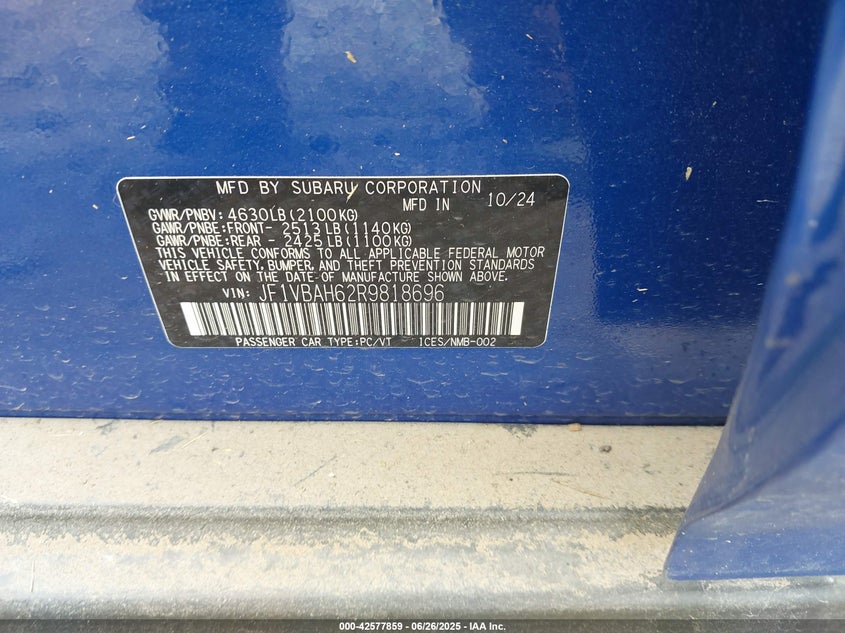 MFD BY SUBARU CORPORATION
MFD IN 10/24
GVWR/PNBV: 4630LB(2100KG)
GAWR/PNBE:FRONT- 2513LB(1140KG)
GAWR/PNBE:REAR - 2425LB(1100KG)
THIS VEHICLE CONFORMS TO ALL APPLICABLE FEDERAL MOTOR
VEHICLE SAFETY, BUMPER, AND THEFT PREVENTION STANDARDS
IN EFFECT ON THE DATE OF MANUFACTURE SHOWN ABOVE.
VIN: JF1VBAH62R9818696
PASSENGER CAR TYPE:PC/VT 1CES/NMB-002
000-42577859 | 06/26/2025 - IAA Inc.